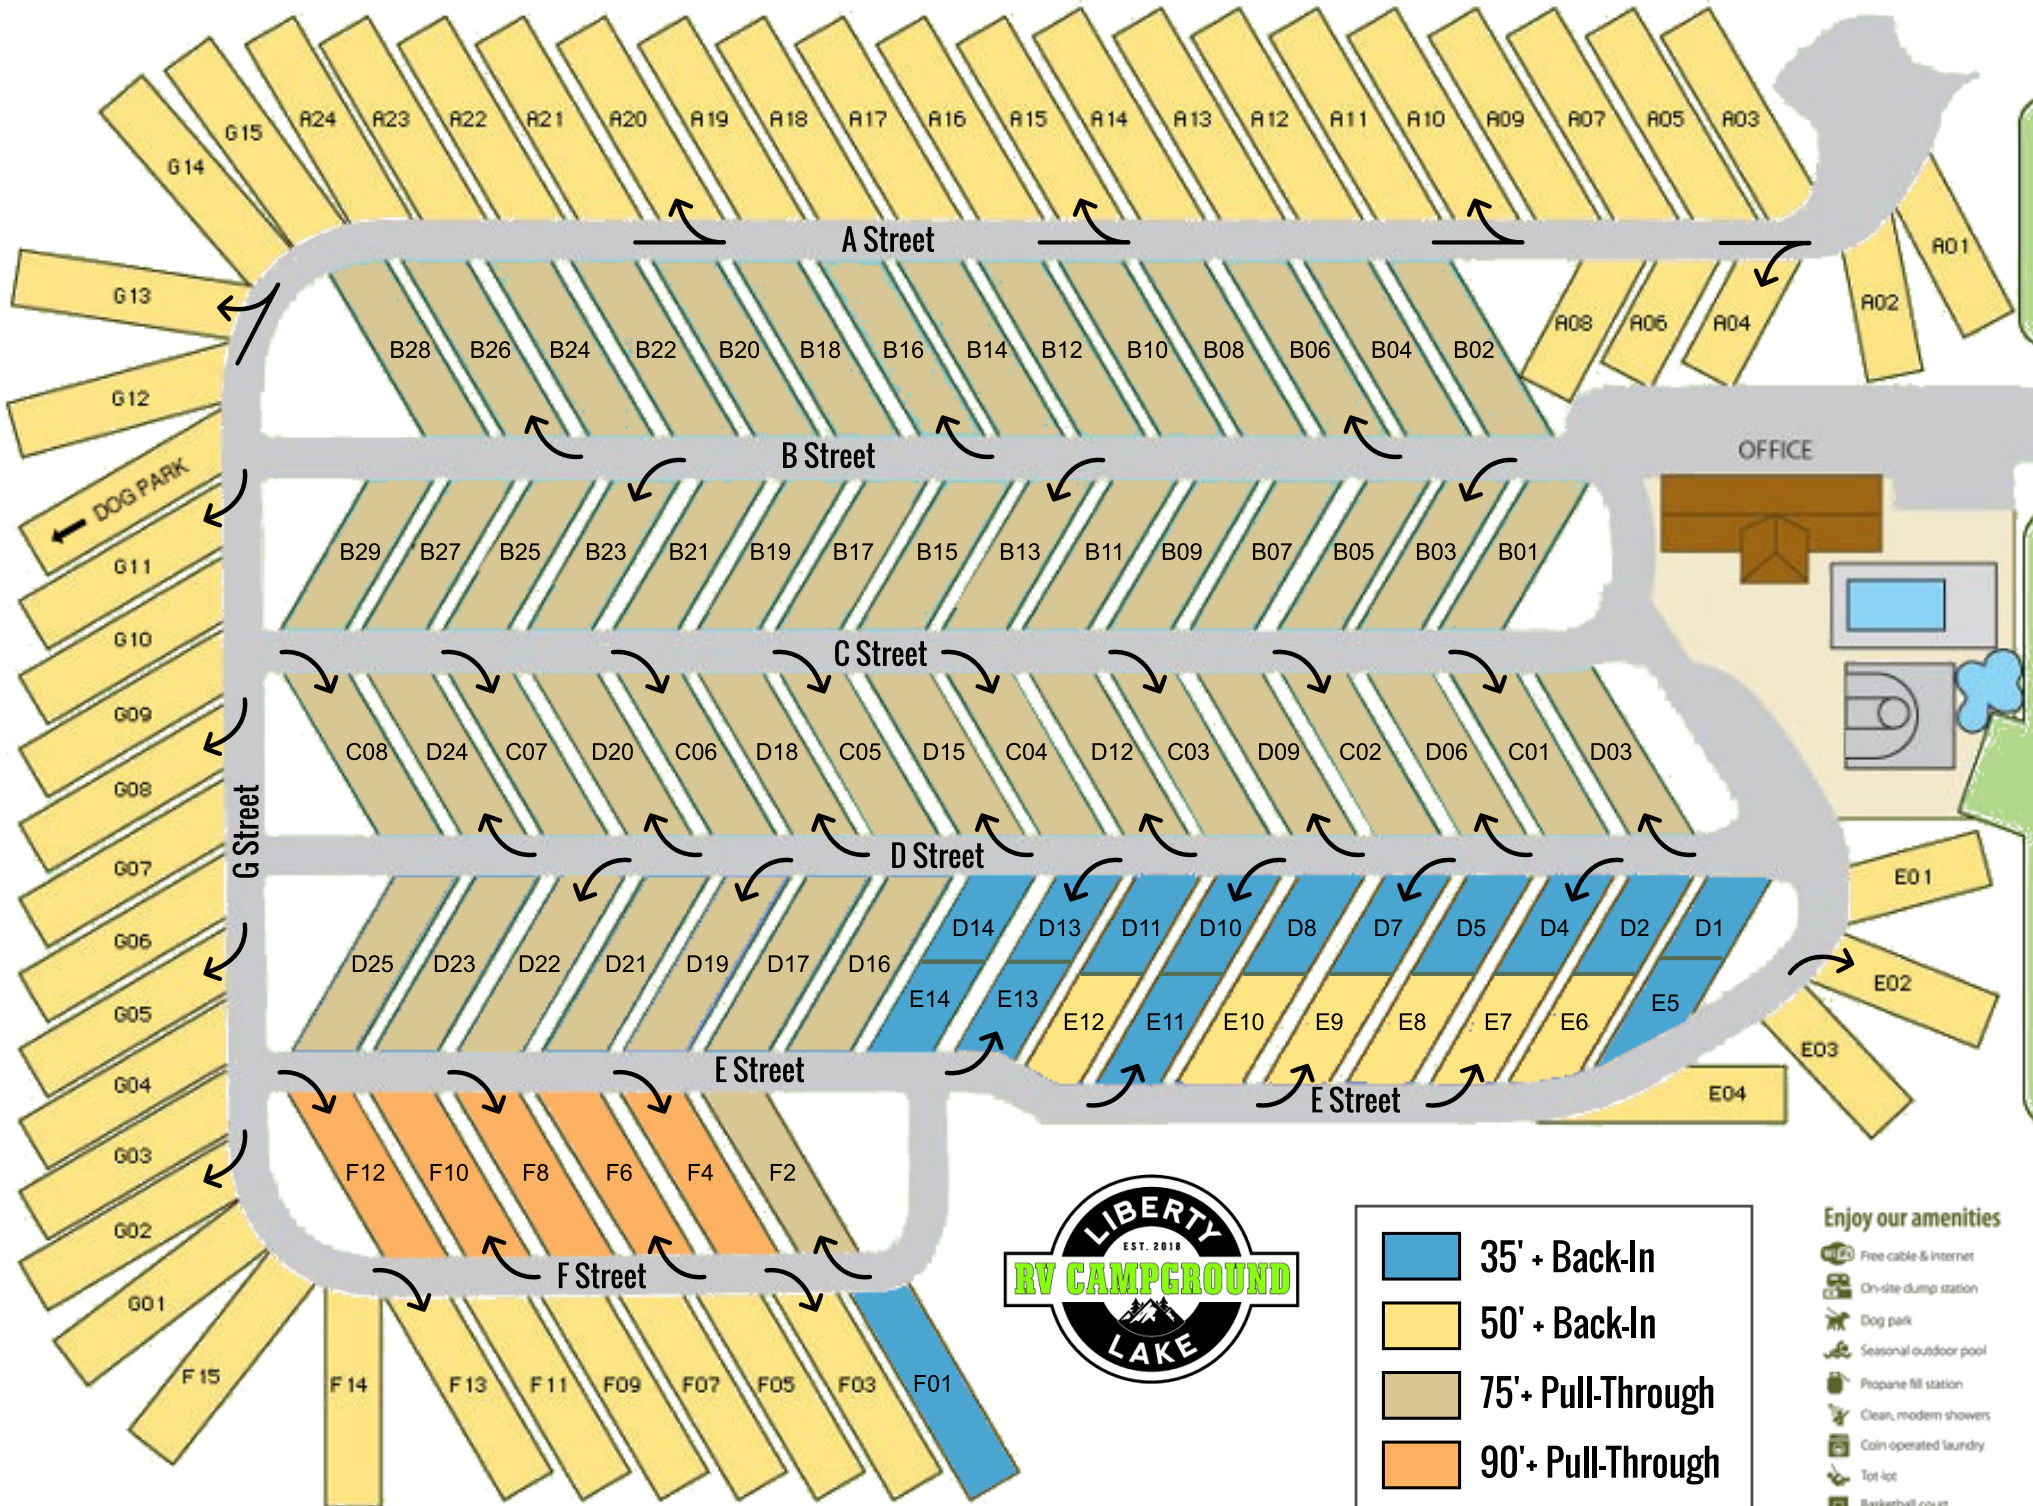 G14
G15
A24
A23
A22
A21
A20
A19
A18
A17
A16
A15
A14
A13
A12
A11
A10
A09
A07
A05
A03
A Street
A01
G13
A08
A06
A04
A02
B28
B26
B24
B22
B20
B18
B16
B14
B12
B10
B08
B06
B04
B02
G12
B Street
OFFICE
DOG PARK
G11
B29
B27
B25
B23
B21
B19
B17
B15
B13
B11
B09
B07
B05
B03
B01
G10
C Street
G09
C08
D24
C07
D20
C06
D18
C05
D15
C04
D12
C03
D09
C02
D06
C01
D03
G08
G Street
D Street
G07
E01
D14
D13
D11
D10
D8
D7
D5
D4
D2
D1
G06
D25
D23
D22
D21
D19
D17
D16
E02
G05
E14
E13
E12
E11
E10
E9
E8
E7
E6
E5
E03
G04
E Street
E Street
E04
G03
F12
F10
F8
F6
F4
F2
G02
F Street
G01
F15
F14
F13
F11
F09
F07
F05
F03
F01
LIBERTY
EST. 2018
RV CAMPGROUND
LAKE
35' + Back-In
50' + Back-In
75'+ Pull-Through
90'+ Pull-Through
Enjoy our amenities
WiFi
Free cable & internet
On-site dump station
Dog park
Seasonal outdoor pool
Propane fill station
Clean, modern showers
Coin operated laundry
Tot-lot
Basketball court